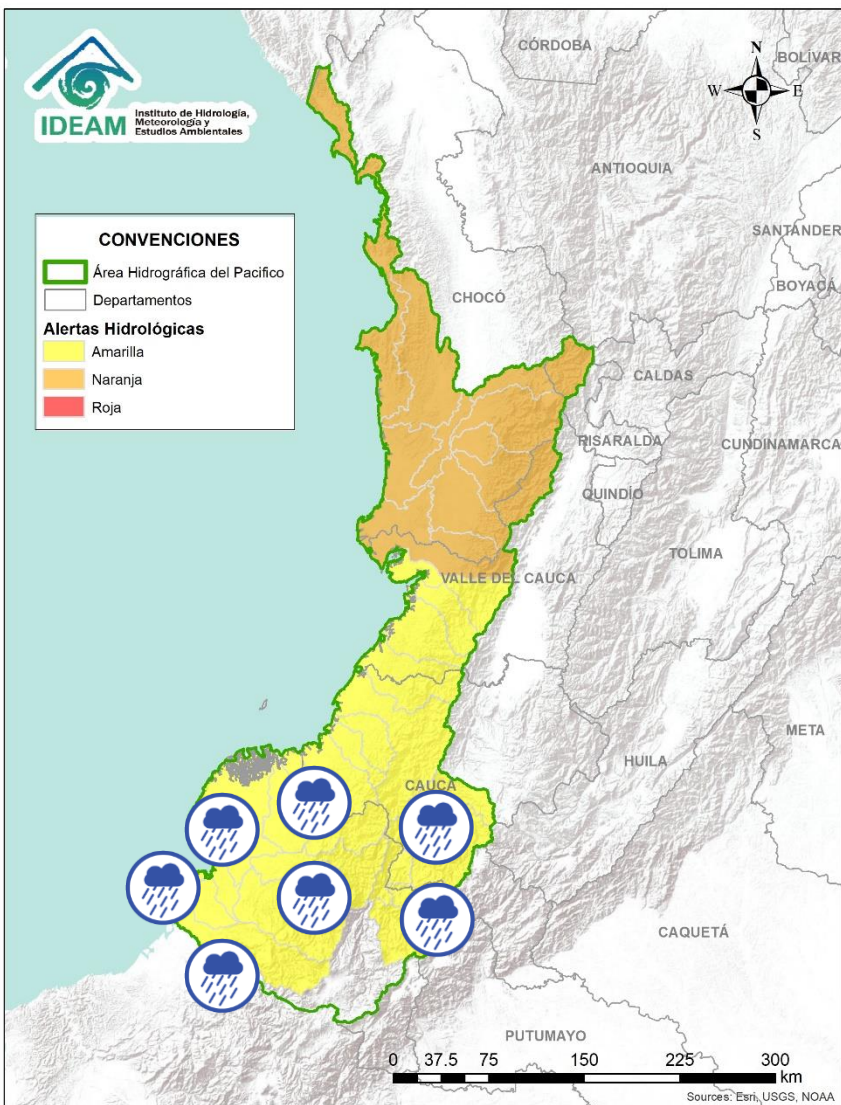 IDEAM
Instituto de Hidrología,
Meteorología y
Estudios Ambientales
CÓRDOBA
BOLÍVAR
N
W
E
S
ANTIOQUIA
SANTANDER
BOYACÁ
CONVENCIONES
Área Hidrográfica del Pacifico
Departamentos
Alertas Hidrológicas
Amarilla
Naranja
Roja
CHOCÓ
CALDAS
RISARALDA
CUNDINAMARCA
QUINDÍO
TOLIMA
VALLE DEL CAUCA
META
HUILA
CAUCA
CAQUETÁ
PUTUMAYO
0 37.5 75 150 225 300
km
Sources: Esri, USGS, NOAA